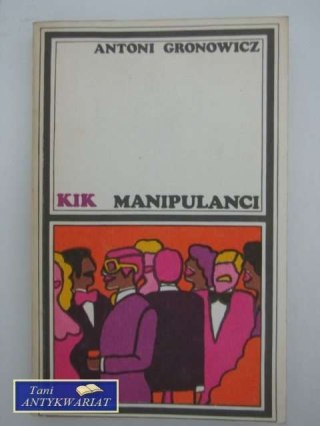 ANTONI GRONOWICZ
KIK MANIPULANCI
Tani
ANTYKWARIAT